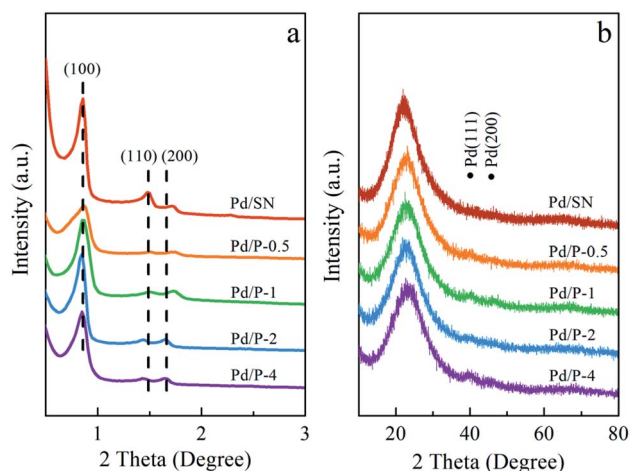 a
(100)
(110)
(200)
Pd/SN
Pd/P-0.5
Pd/P-1
Pd/P-2
Pd/P-4
Intensity (a.u.)
1
2
3
2 Theta (Degree)
b
Pd(111)
Pd(200)
Pd/SN
Pd/P-0.5
Pd/P-1
Pd/P-2
Pd/P-4
Intensity (a.u.)
20
40
60
80
2 Theta (Degree)